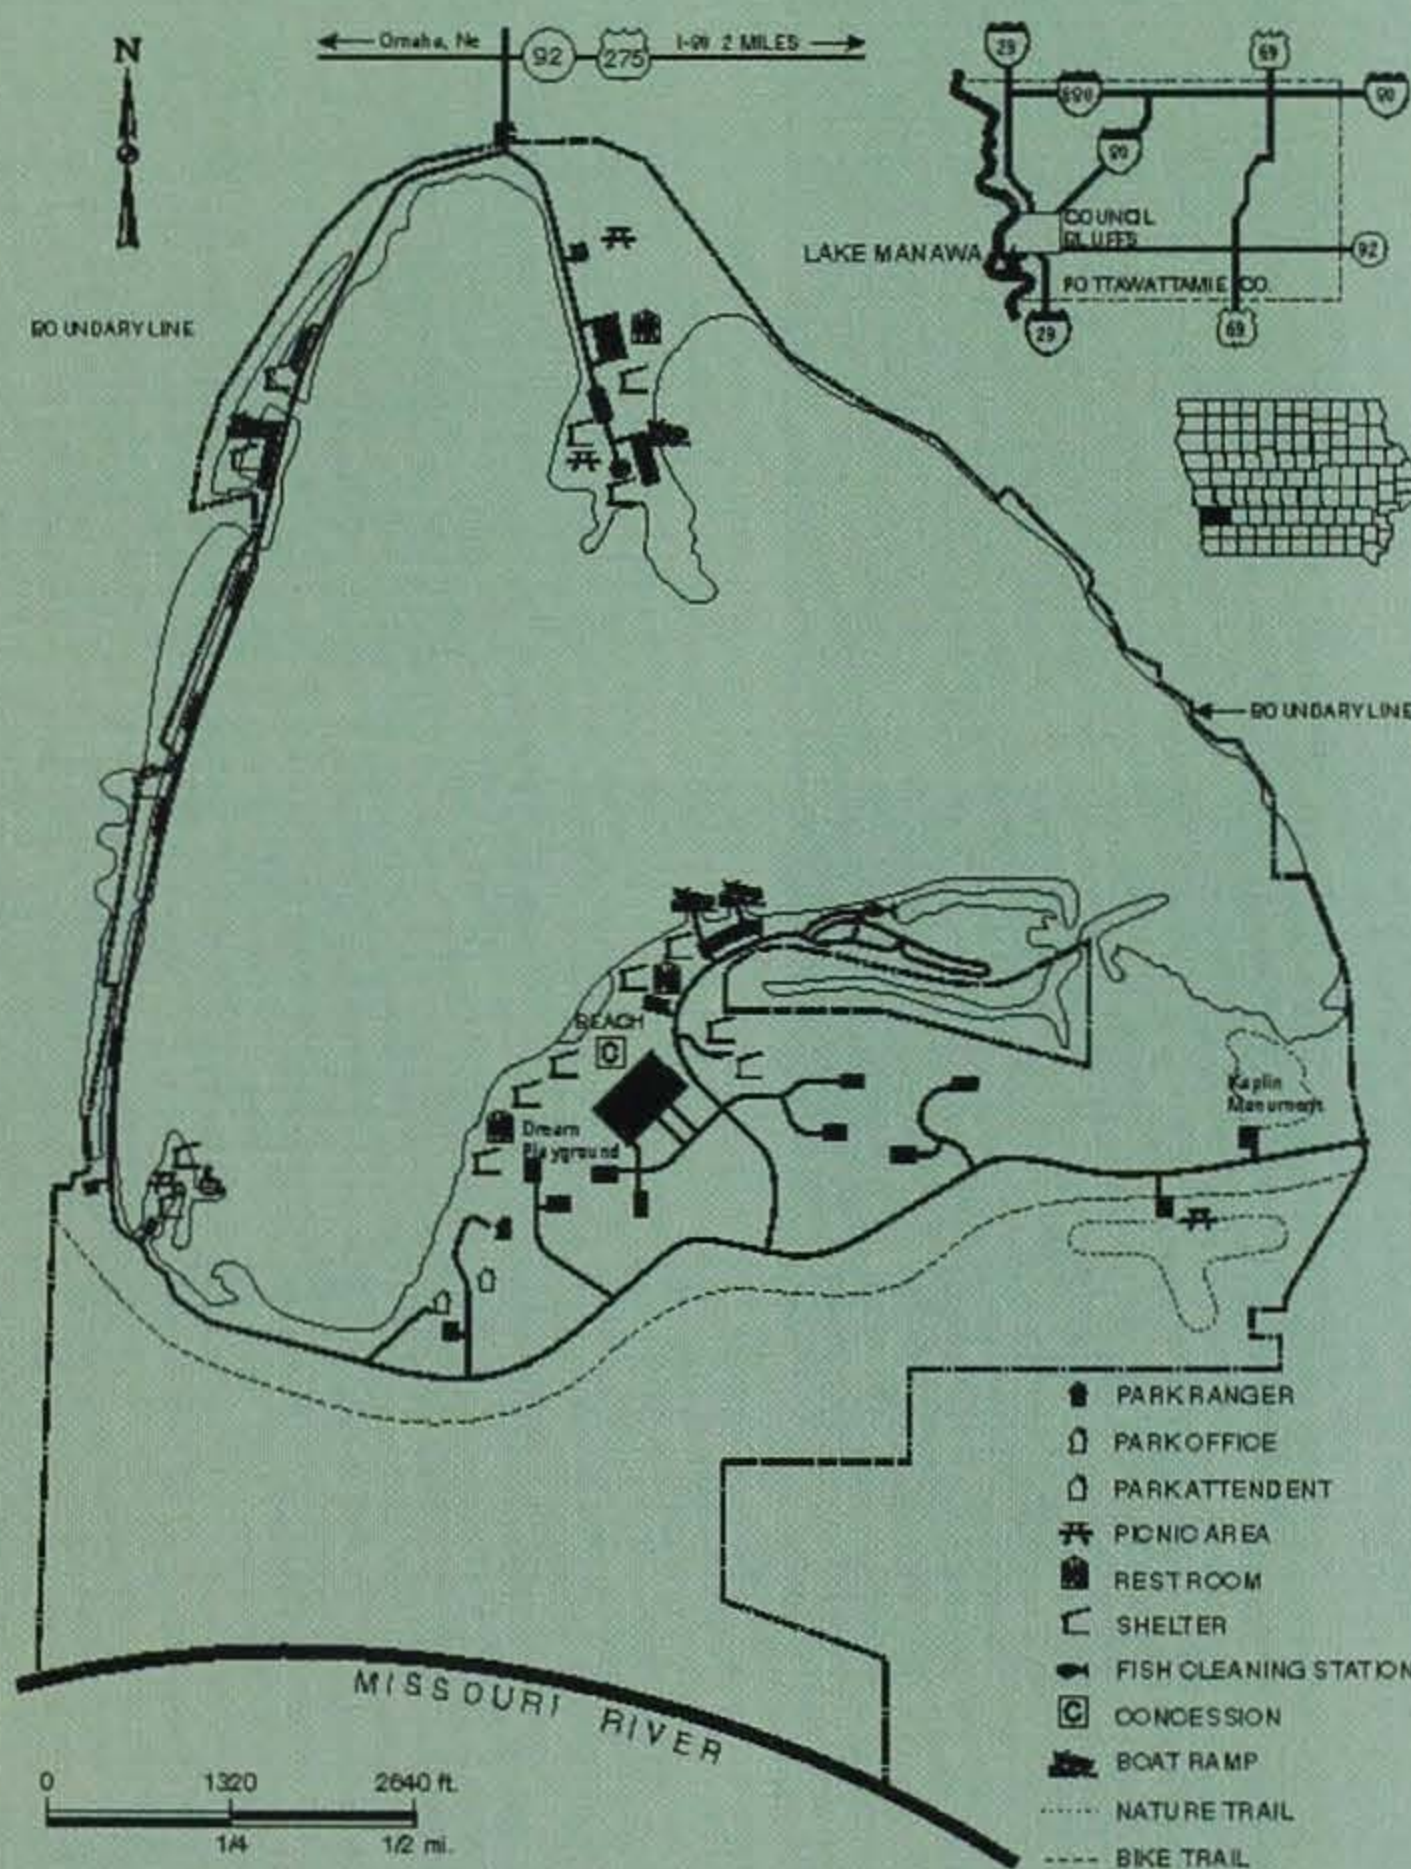 N
Omaha, Ne
92
275
I-80 2 MILES
29
69
680
80
80
COUNCIL
BLUFFS
LAKE MANAWA
92
POTTAWATTAMIE CO.
29
69
BOUNDARY LINE
BOUNDARY LINE
BEACH
C
Dream
Playground
Kaplin
Monument
PARK RANGER
PARK OFFICE
PARK ATTENDENT
PICNIC AREA
REST ROOM
SHELTER
FISH CLEANING STATION
C CONCESSION
BOAT RAMP
NATURE TRAIL
BIKE TRAIL
MISSOURI RIVER
0 1320 2640 ft.
1/4 1/2 mi.